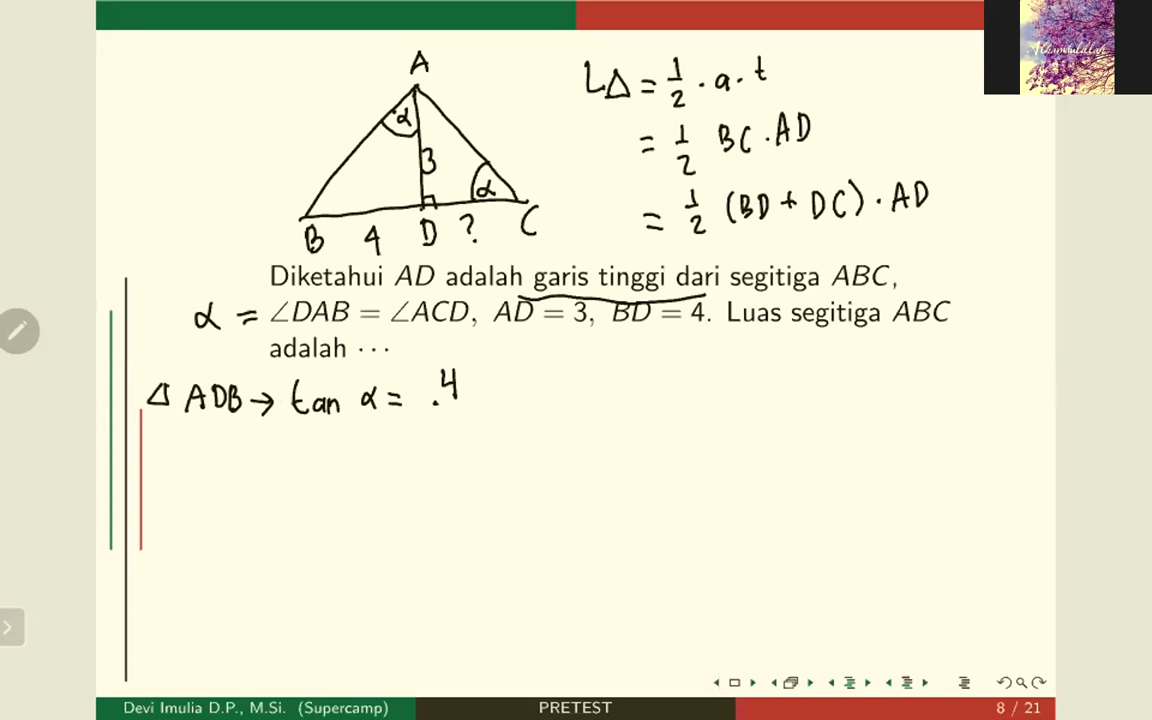 Alhamdulillah
A
α
3
α
B 4 D ? C
L△ = 1/2 · a · t
= 1/2 BC · AD
= 1/2 (BD + DC) · AD
Diketahui AD adalah garis tinggi dari segitiga ABC,
α = ∠DAB = ∠ACD, AD = 3, BD = 4. Luas segitiga ABC
adalah ···
△ ADB → tan α = .4
Devi Imulia D.P., M.Si. (Supercamp) PRETEST 8 / 21